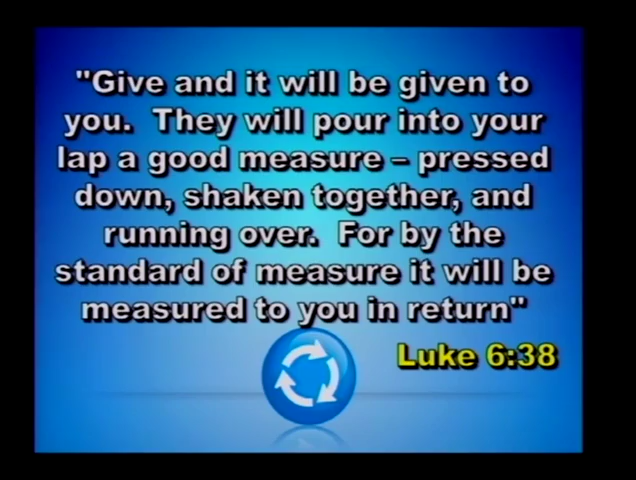 "Give and it will be given to
you.  They will pour into your
lap a good measure – pressed
down, shaken together, and
running over.  For by the
standard of measure it will be
measured to you in return"
Luke 6:38